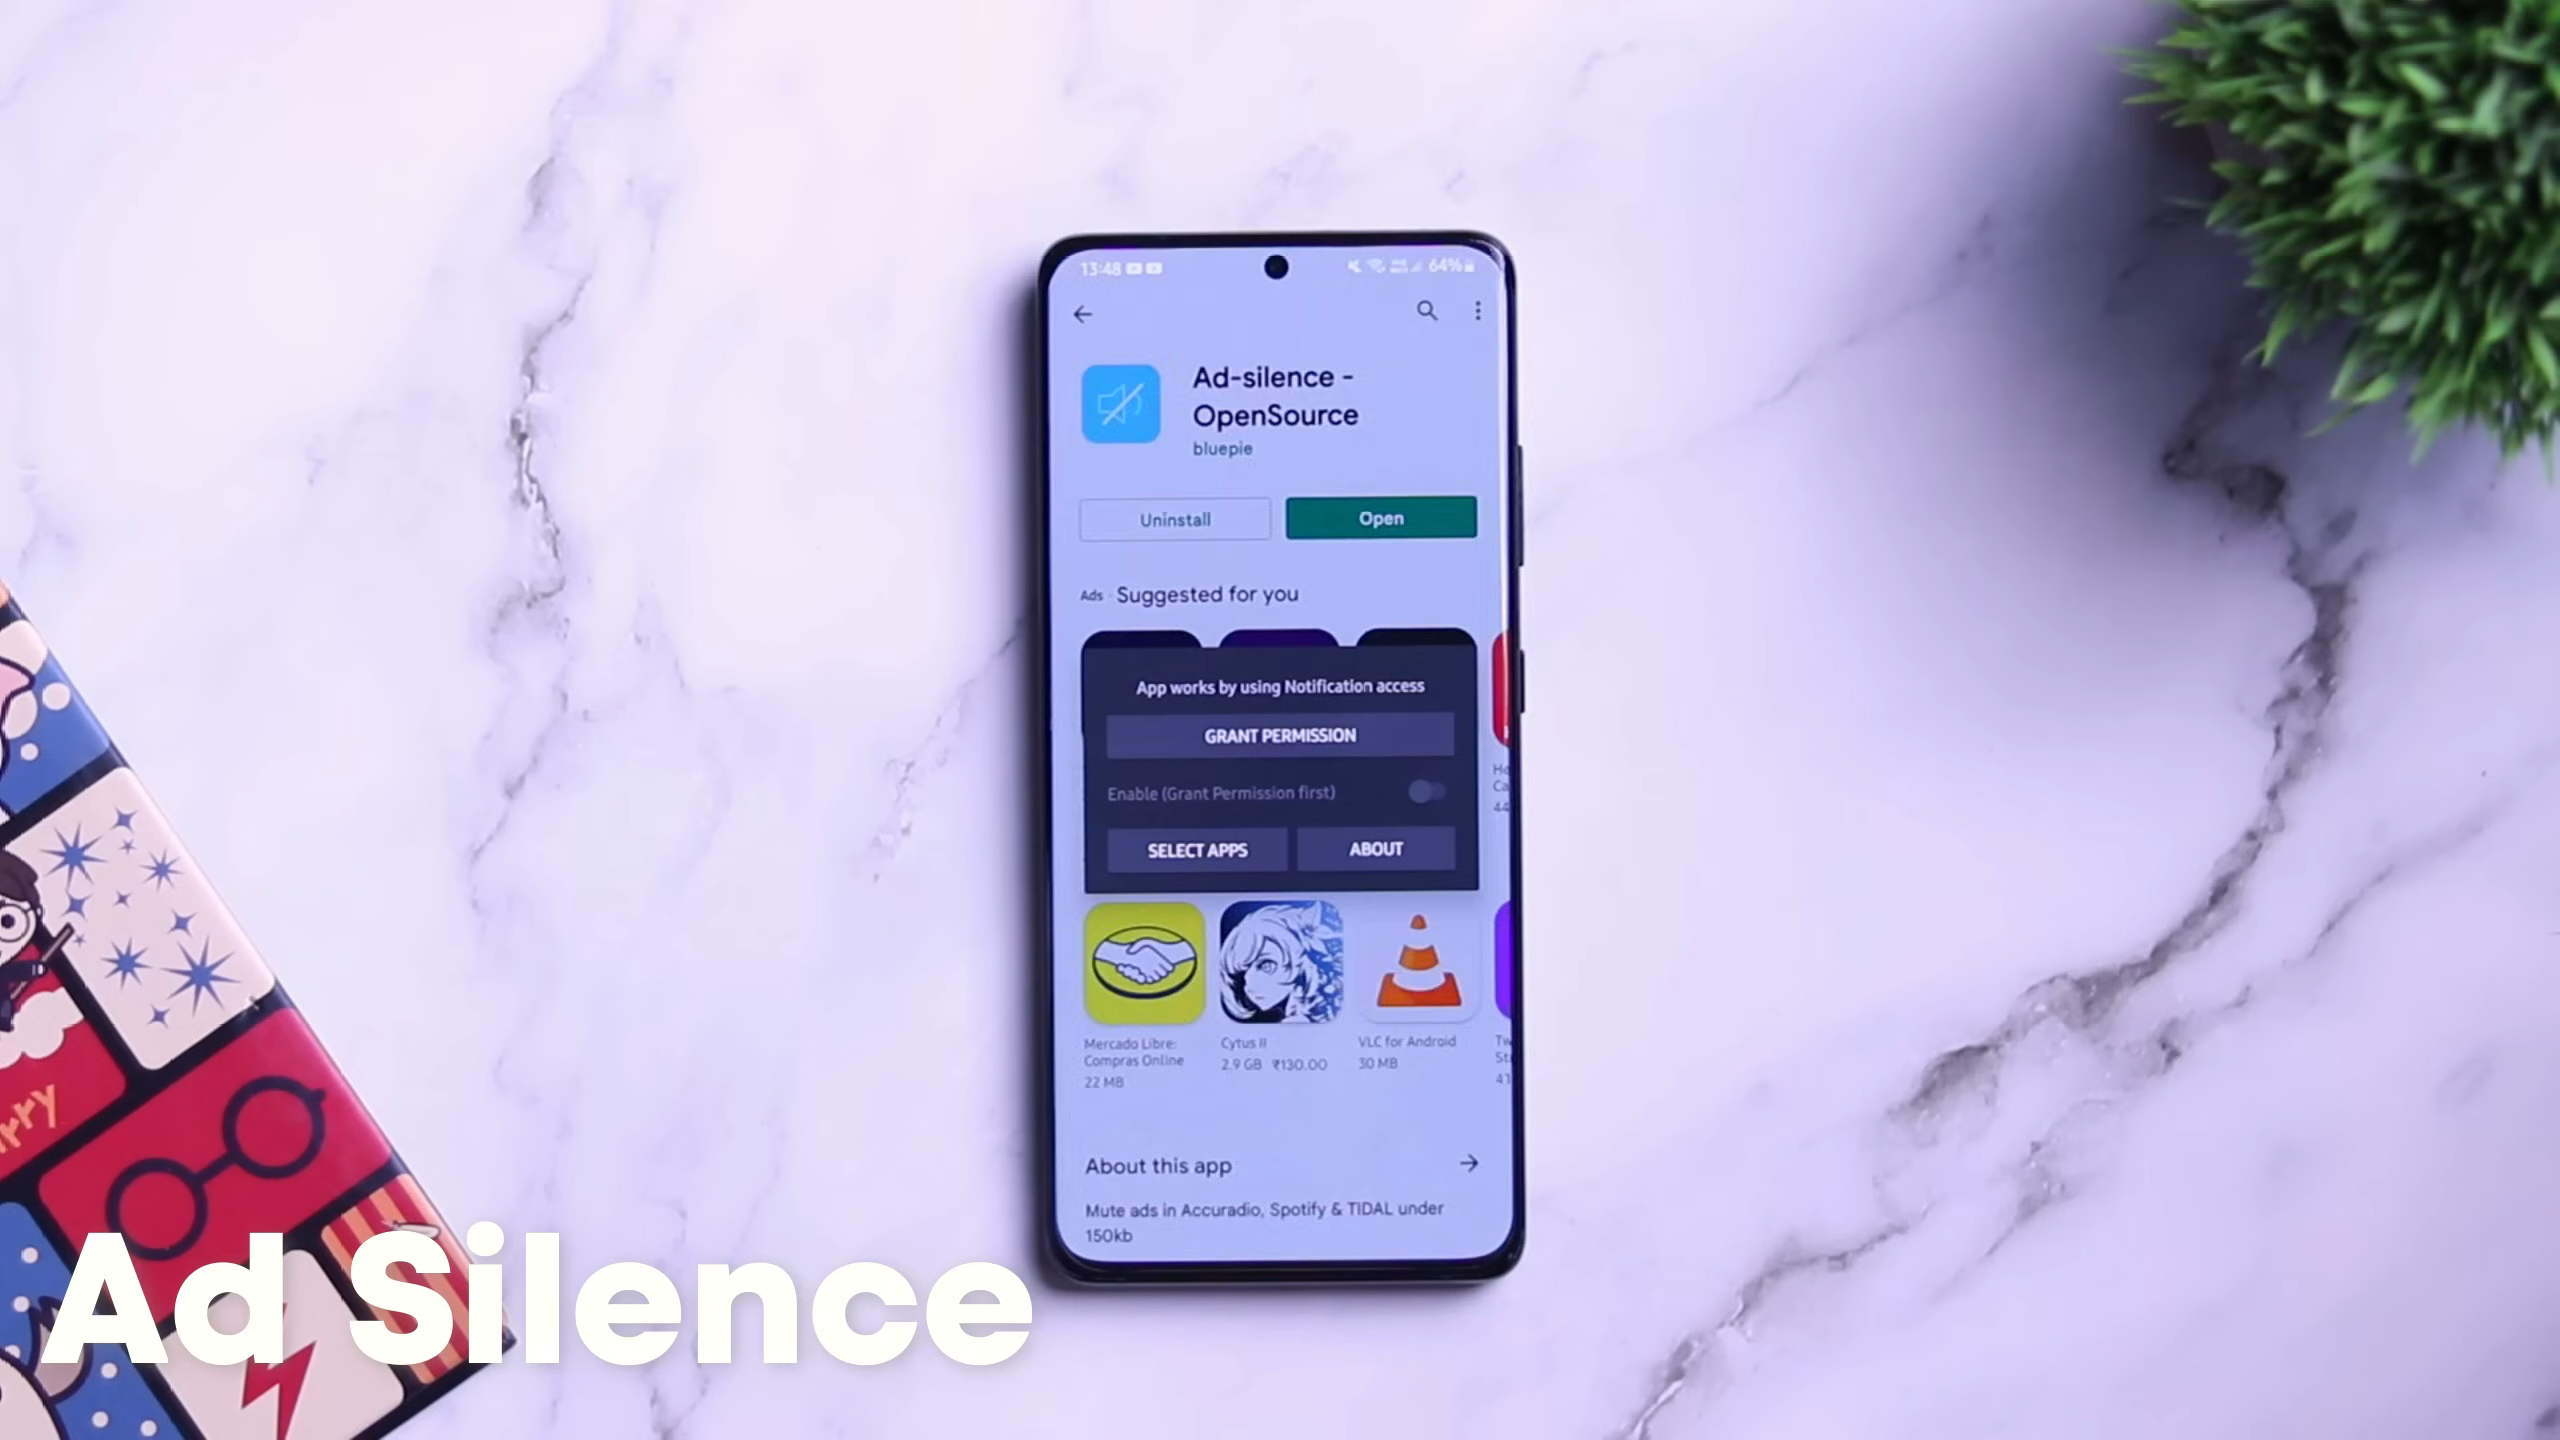 13:48
64%
Ad-silence -
OpenSource
bluepie
Uninstall
Open
Ads · Suggested for you
App works by using Notification access
GRANT PERMISSION
Enable (Grant Permission first)
SELECT APPS
ABOUT
Mercado Libre:
Compras Online
22 MB
Cytus II
2.9 GB ₹130.00
VLC for Android
30 MB
About this app
Mute ads in Accuradio, Spotify & TIDAL under
150kb
Ad Silence